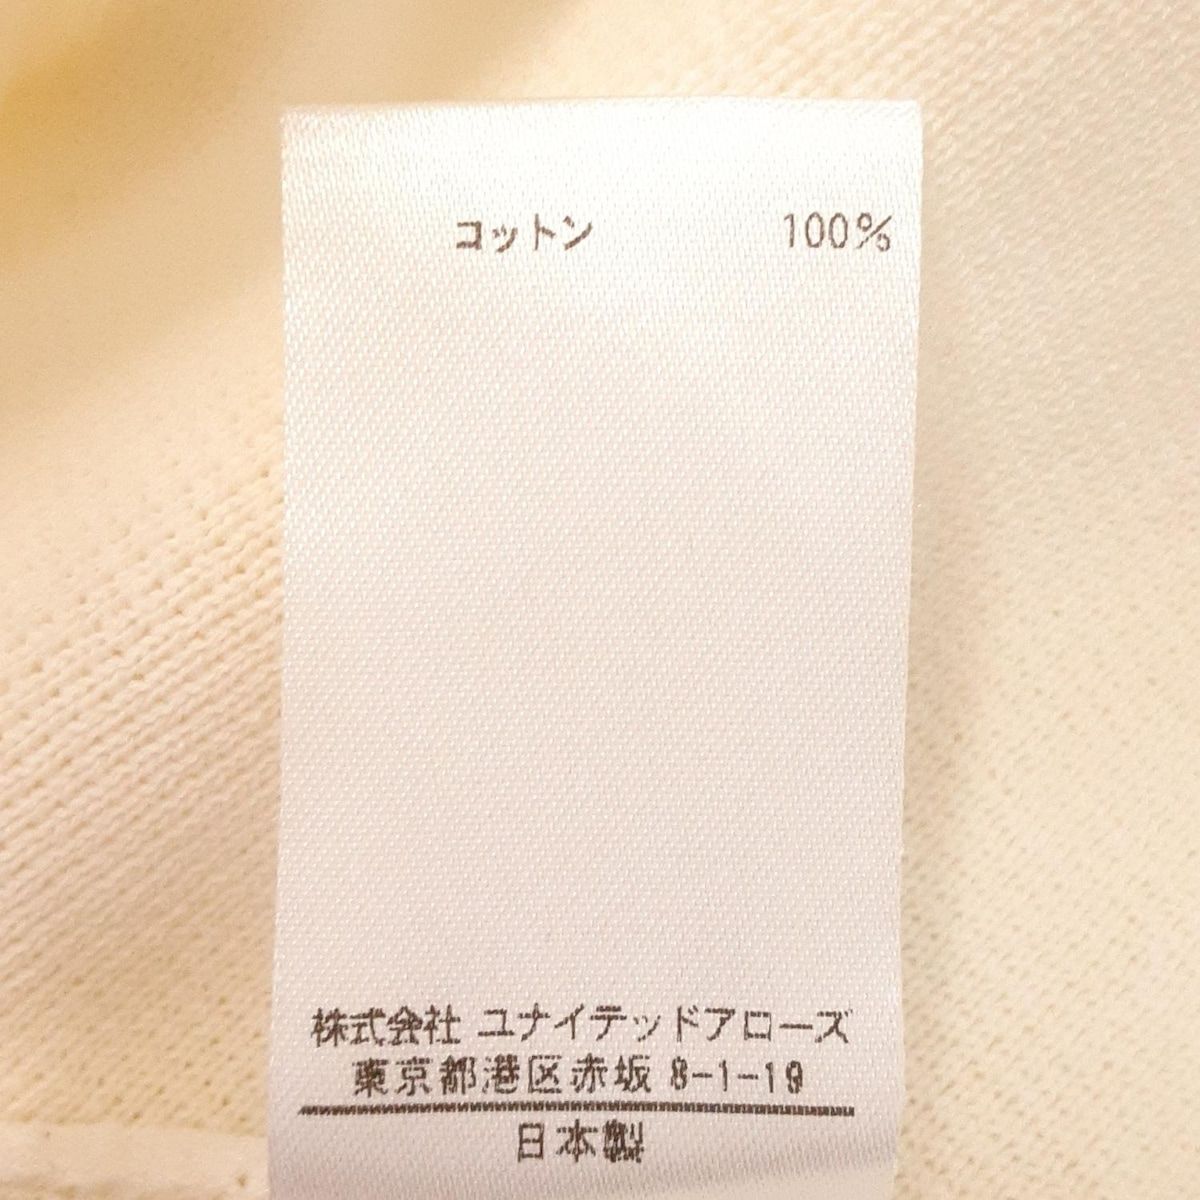 コットン 100%
株式会社 ユナイテッドアローズ
東京都港区赤坂 8-1-19
日本製